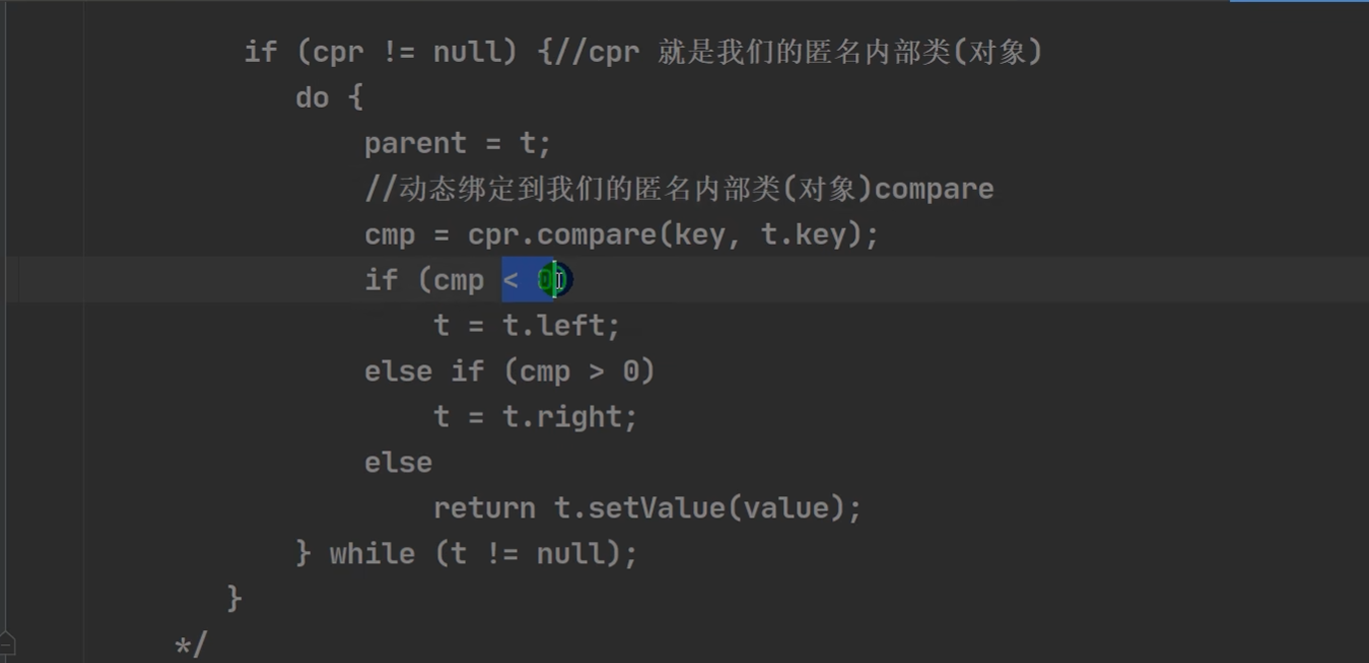 if (cpr != null) {//cpr 就是我们的匿名内部类(对象)
do {
parent = t;
//动态绑定到我们的匿名内部类(对象)compare
cmp = cpr.compare(key, t.key);
if (cmp < 0)
t = t.left;
else if (cmp > 0)
t = t.right;
else
return t.setValue(value);
} while (t != null);
}
*/